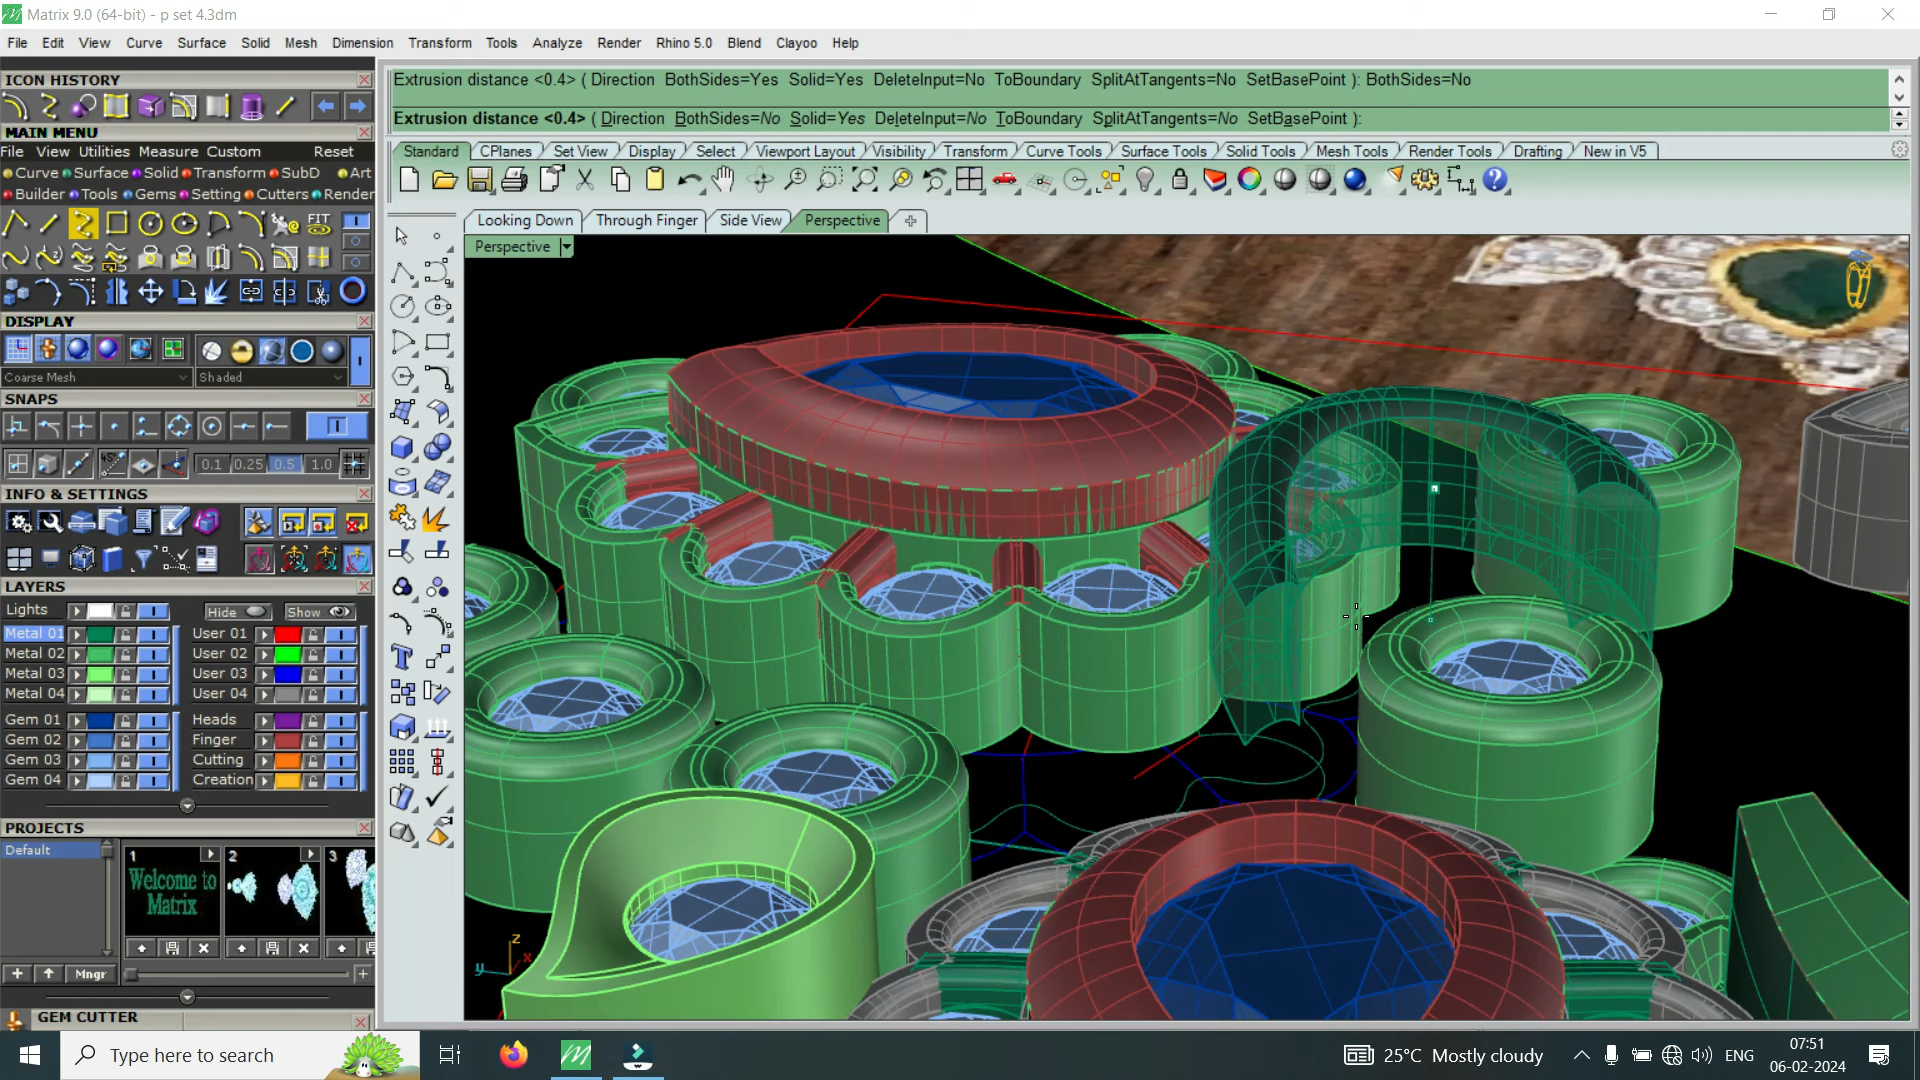 Matrix 9.0 (64-bit) - p set 4.3dm
File Edit View Curve Surface Solid Mesh Dimension Transform Tools Analyze Render Rhino 5.0 Blend Clayoo Help
ICON HISTORY
Extrusion distance <0.4> ( Direction BothSides=Yes Solid=Yes DeleteInput=No ToBoundary SplitAtTangents=No SetBasePoint ): BothSides=No
Extrusion distance <0.4> ( Direction BothSides=No Solid=Yes DeleteInput=No ToBoundary SplitAtTangents=No SetBasePoint ):
MAIN MENU
File View Utilities Measure Custom Reset
Curve Surface Solid Transform SubD Art
Builder Tools Gems Setting Cutters Render
FIT
Standard CPlanes Set View Display Select Viewport Layout Visibility Transform Curve Tools Surface Tools Solid Tools Mesh Tools Render Tools Drafting New in V5
Looking Down Through Finger Side View Perspective
Perspective
DISPLAY
Coarse Mesh Shaded
SNAPS
0.1 0.25 0.5 1.0
INFO & SETTINGS
LAYERS
Lights Hide Show
Metal 01 User 01
Metal 02 User 02
Metal 03 User 03
Metal 04 User 04
Gem 01 Heads
Gem 02 Finger
Gem 03 Cutting
Gem 04 Creation
PROJECTS
Default
1 2 3
Welcome to
Matrix
Mngr
GEM CUTTER
z
y x
Type here to search
25°C Mostly cloudy
ENG
07:51
06-02-2024